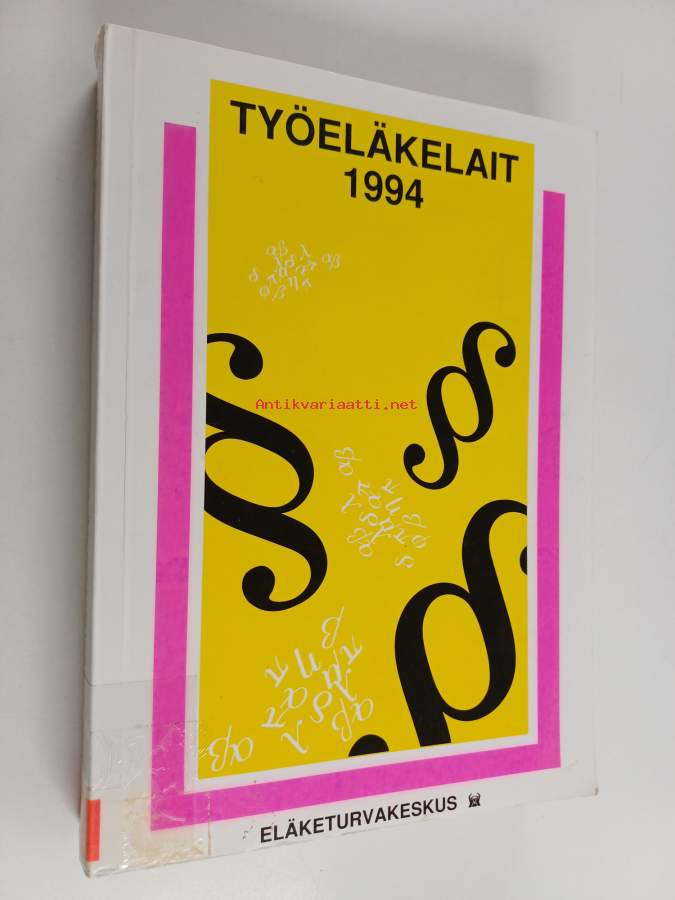 TYÖELÄKELAIT
1994
Antikvariaatti.net
ELÄKETURVAKESKUS